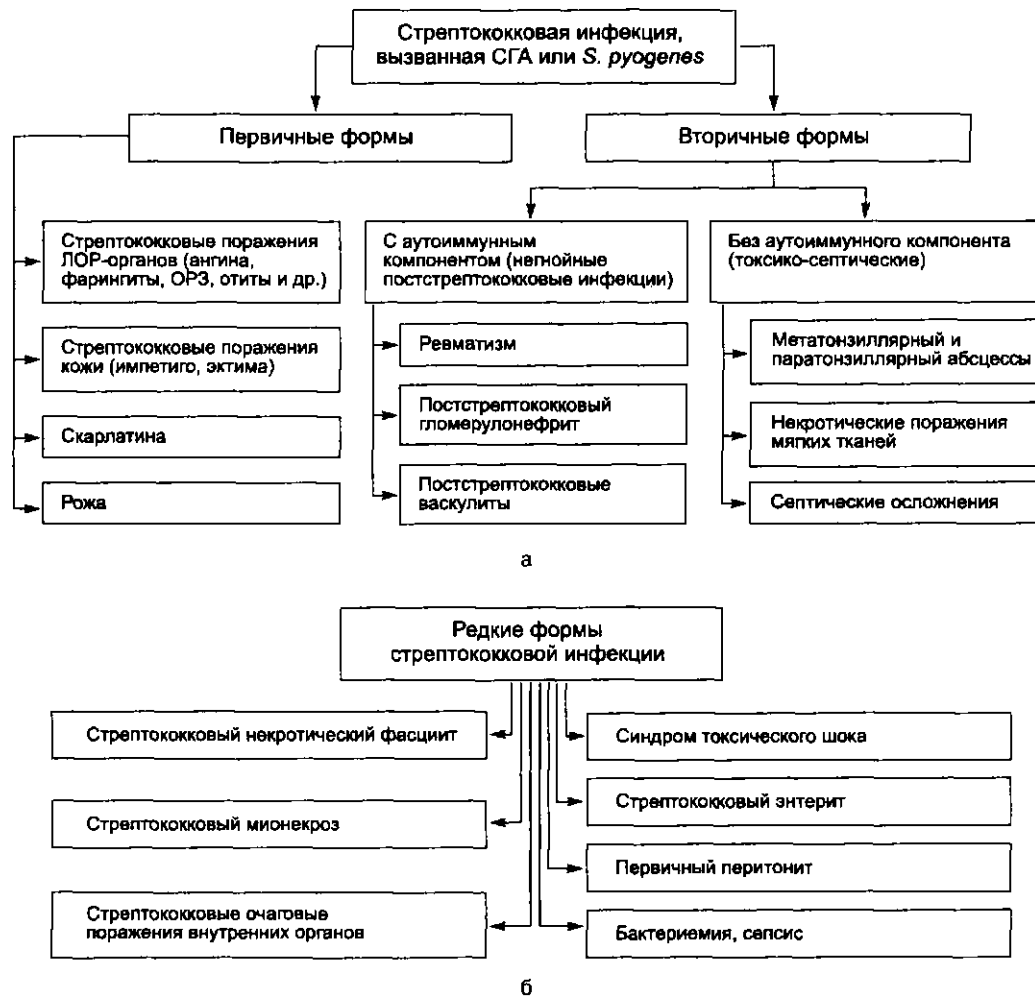 Стрептококковая инфекция,
вызванная СГА или S. pyogenes
Первичные формы
Вторичные формы
Стрептококковые поражения
ЛОР-органов (ангина,
фарингиты, ОРЗ, отиты и др.)
Стрептококковые поражения
кожи (импетиго, эктима)
Скарлатина
Рожа
С аутоиммунным
компонентом (негнойные
постстрептококковые инфекции)
Ревматизм
Постстрептококковый
гломерулонефрит
Постстрептококковые
васкулиты
Без аутоиммунного компонента
(токсико-септические)
Метатонзиллярный и
паратонзиллярный абсцессы
Некротические поражения
мягких тканей
Септические осложнения
а
Редкие формы
стрептококковой инфекции
Стрептококковый некротический фасциит
Стрептококковый мионекроз
Стрептококковые очаговые
поражения внутренних органов
Синдром токсического шока
Стрептококковый энтерит
Первичный перитонит
Бактериемия, сепсис
б